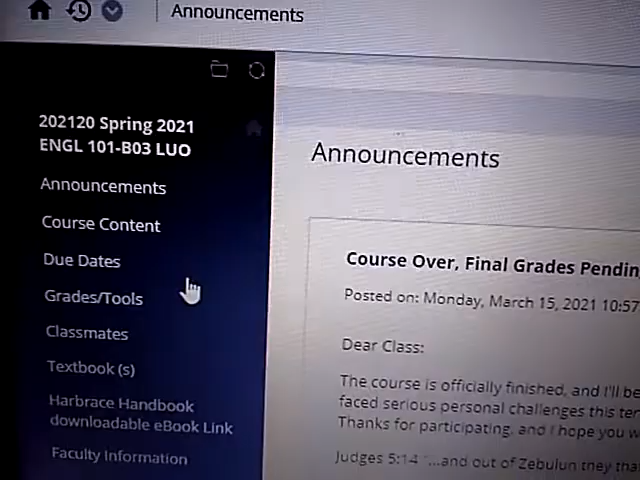 Announcements
202120 Spring 2021
ENGL 101-B03 LUO
Announcements
Course Content
Due Dates
Grades/Tools
Classmates
Textbook (s)
Harbrace Handbook
downloadable eBook Link
Faculty Information
Announcements
Course Over, Final Grades Pendin
Posted on: Monday, March 15, 2021 10:57
Dear Class:
The course is officially finished, and I'll be
faced serious personal challenges this ter
Thanks for participating, and I hope you w
Judges 5:14 "...and out of Zebulun they tha